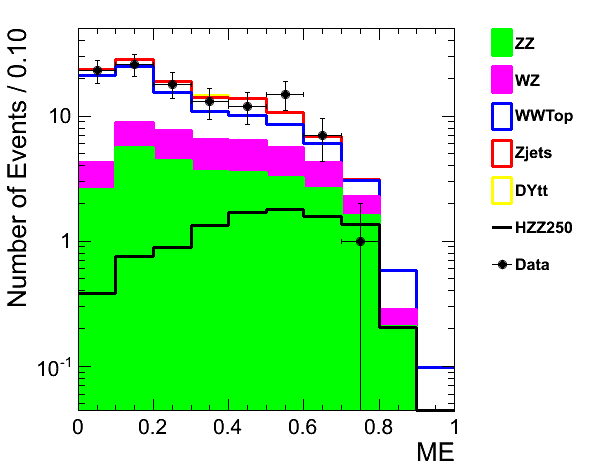 Number of Events / 0.10
10
1
10^-1
0
0.2
0.4
0.6
0.8
1
ME
ZZ
WZ
WWTop
Zjets
DYtt
HZZ250
Data